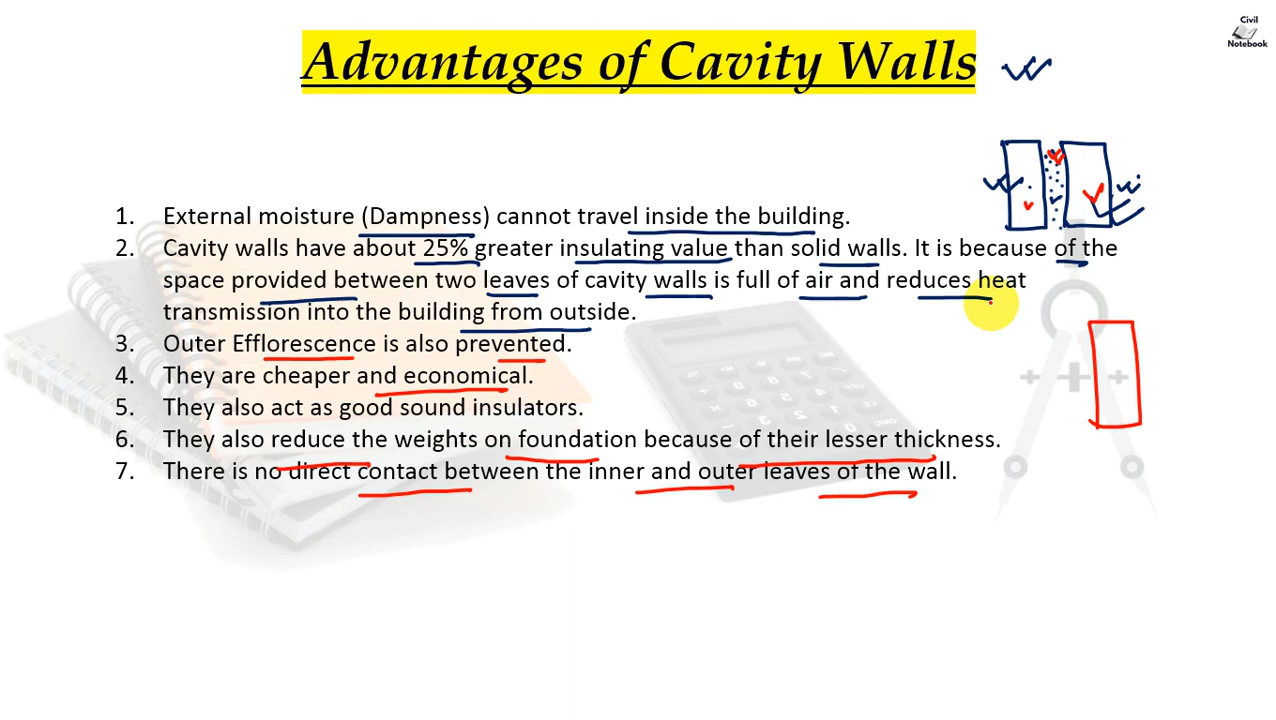 Civil
Notebook
Advantages of Cavity Walls
1. External moisture (Dampness) cannot travel inside the building.
2. Cavity walls have about 25% greater insulating value than solid walls. It is because of the
space provided between two leaves of cavity walls is full of air and reduces heat
transmission into the building from outside.
3. Outer Efflorescence is also prevented.
4. They are cheaper and economical.
5. They also act as good sound insulators.
6. They also reduce the weights on foundation because of their lesser thickness.
7. There is no direct contact between the inner and outer leaves of the wall.